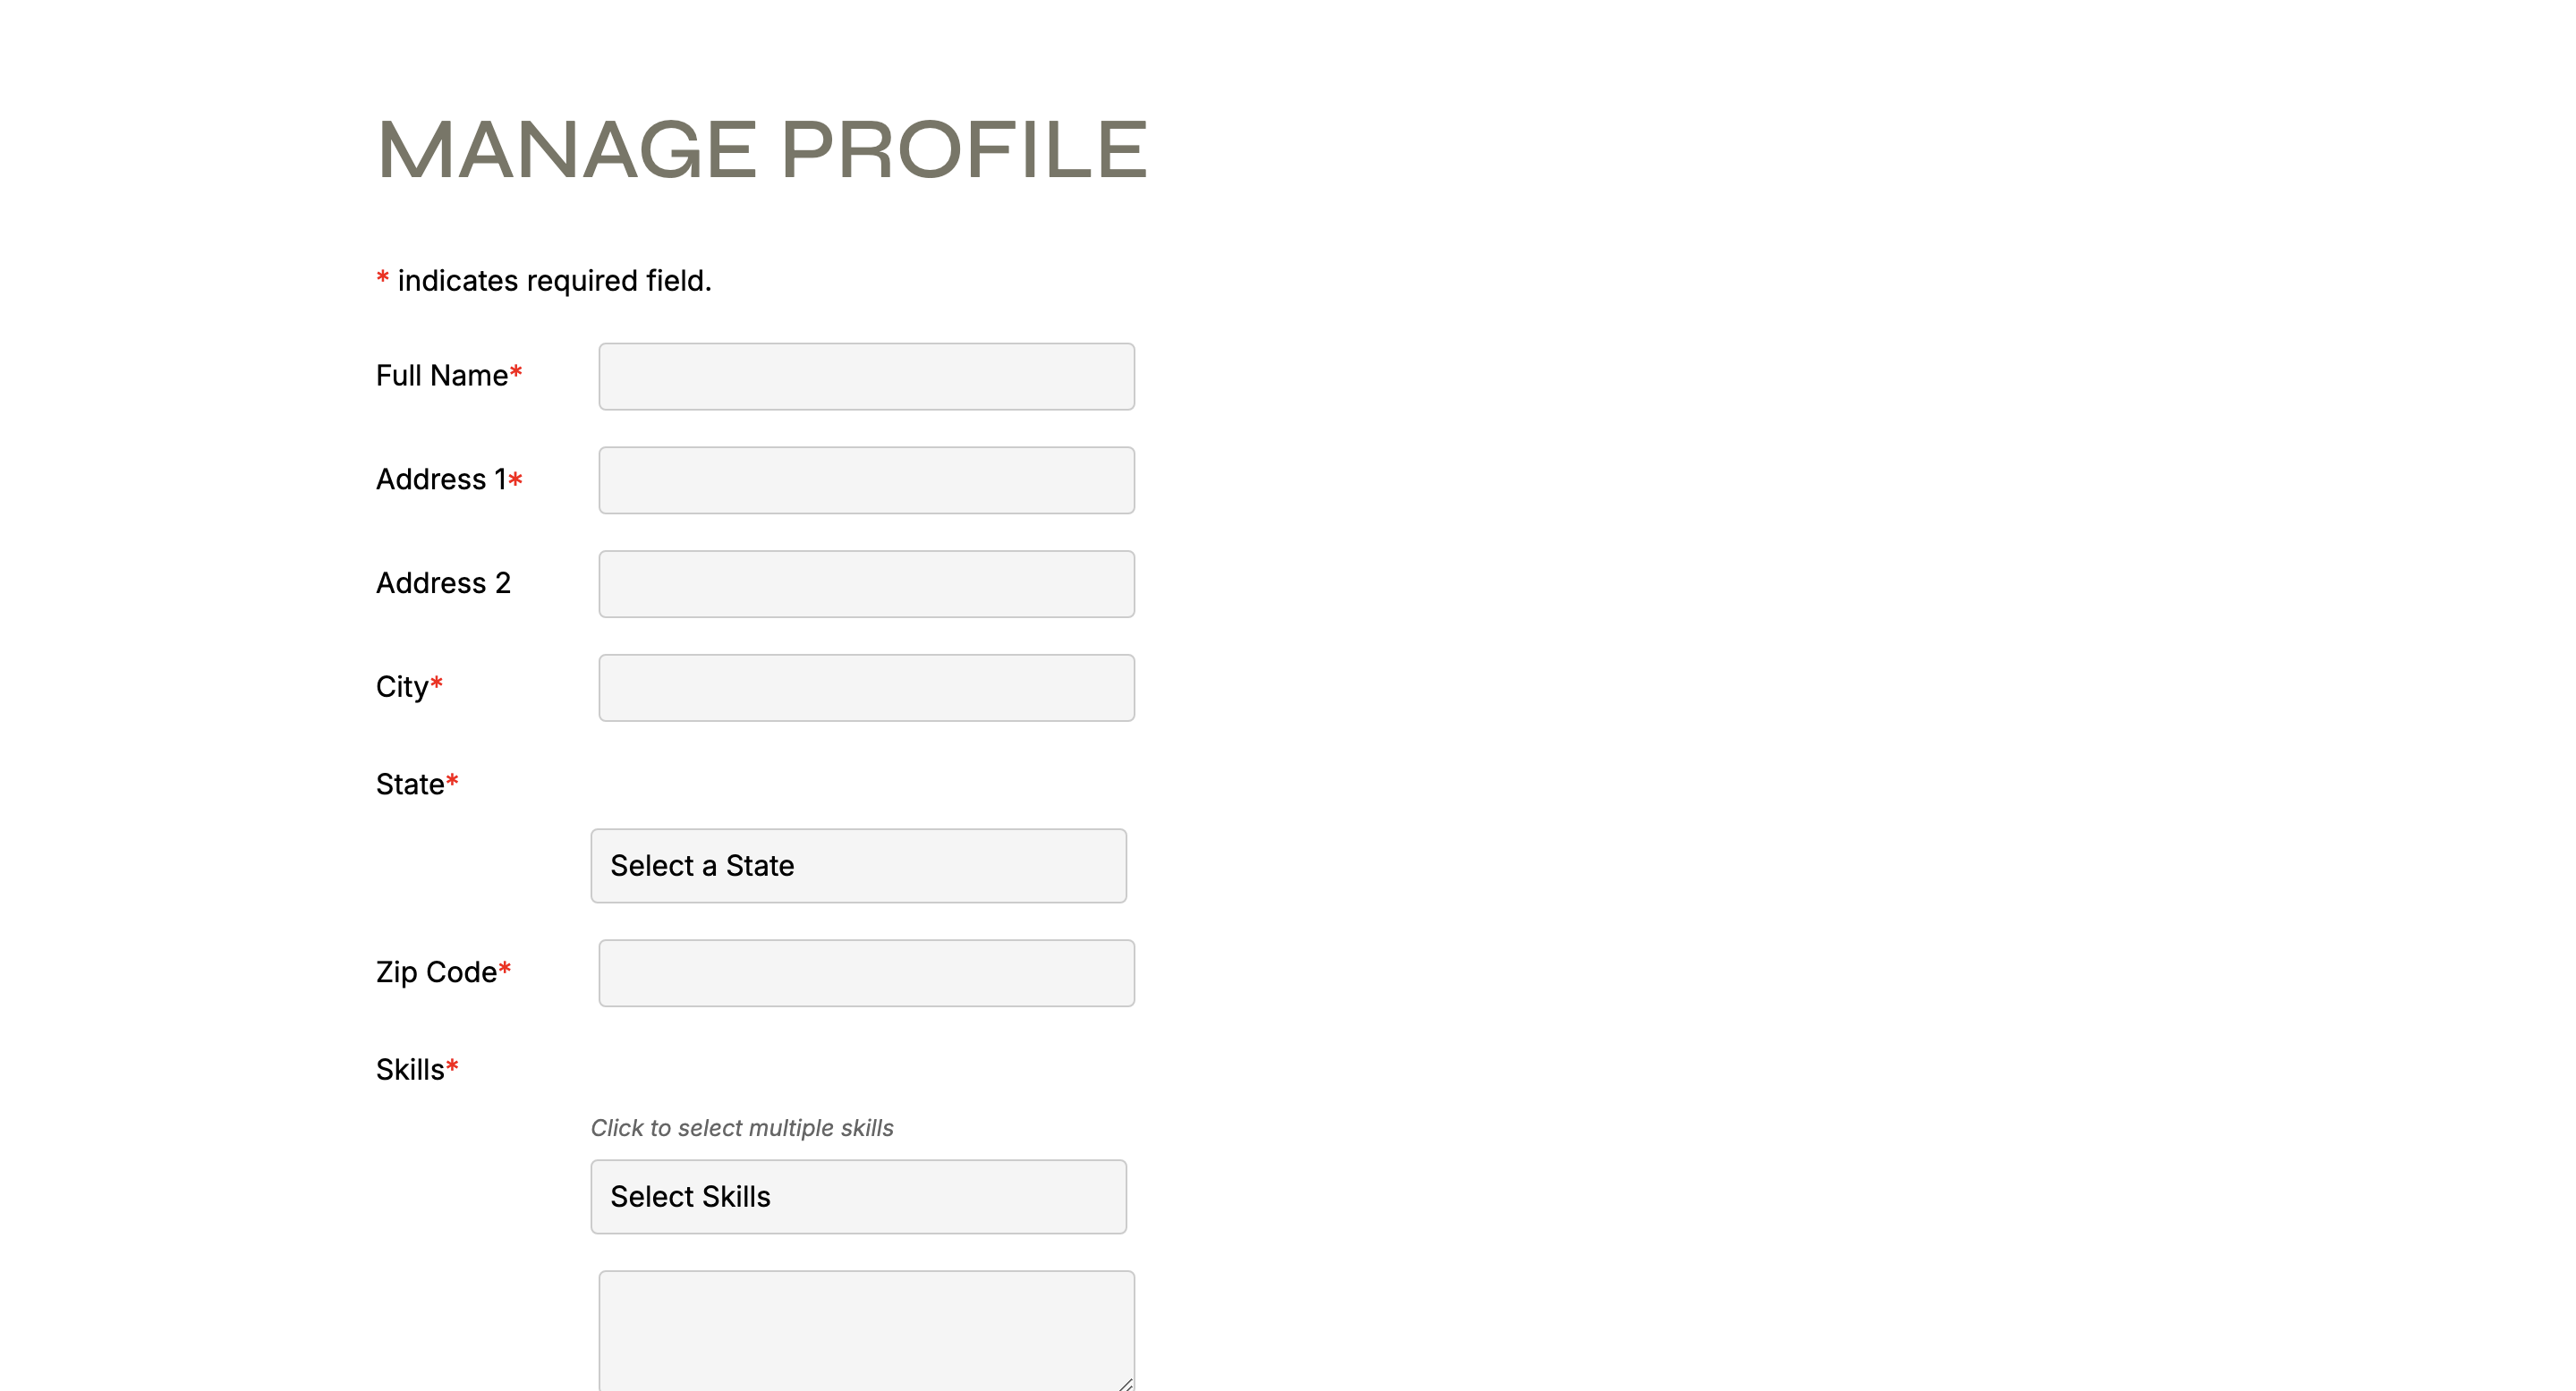 MANAGE PROFILE
* indicates required field.
Full Name*
Address 1*
Address 2
City*
State*
Select a State
Zip Code*
Skills*
Click to select multiple skills
Select Skills